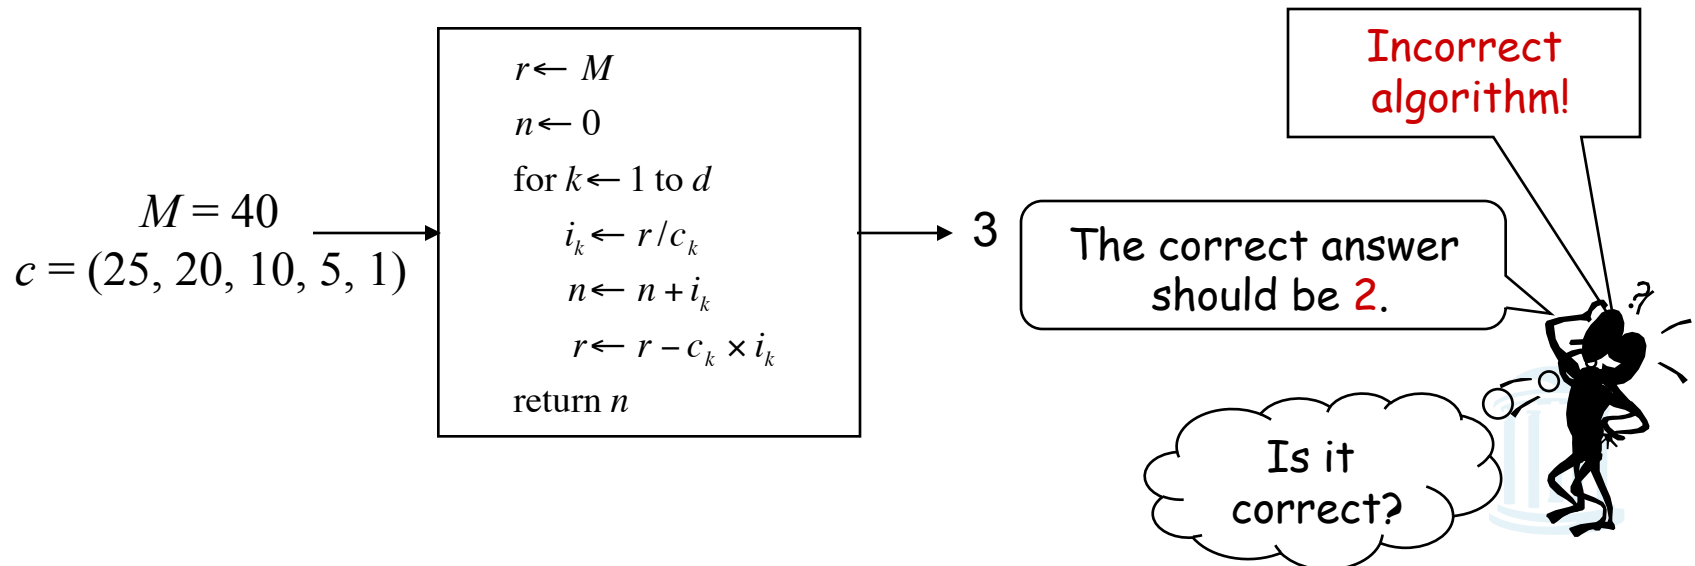 M = 40
c = (25, 20, 10, 5, 1)
r ← M
n ← 0
for k ← 1 to d
i_k ← r / c_k
n ← n + i_k
r ← r − c_k × i_k
return n
3
Incorrect
algorithm!
The correct answer
should be 2.
?
Is it
correct?